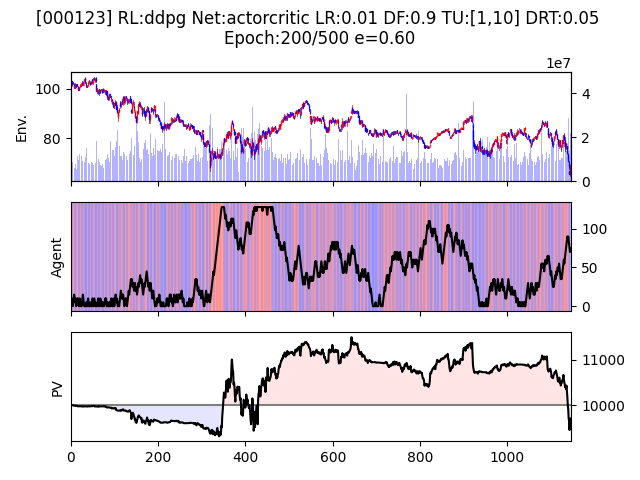 [000123] RL:ddpg Net:actorcritic LR:0.01 DF:0.9 TU:[1,10] DRT:0.05
Epoch:200/500 e=0.60
1e7
Env.
100
80
4
2
0
Agent
100
50
0
PV
11000
10000
0 200 400 600 800 1000